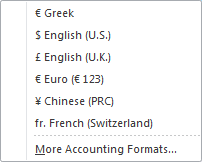 € Greek
$ English (U.S.)
£ English (U.K.)
€ Euro (€ 123)
¥ Chinese (PRC)
fr. French (Switzerland)
More Accounting Formats...